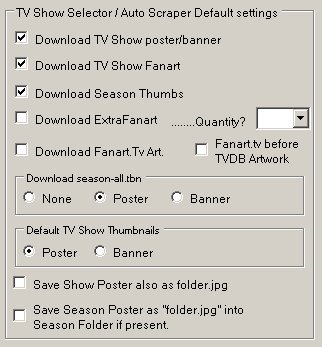 TV Show Selector / Auto Scraper Default settings
Download TV Show poster/banner
Download TV Show Fanart
Download Season Thumbs
Download ExtraFanart ........Quantity?
Download Fanart.Tv Art. Fanart.tv before
TVDB Artwork
Download season-all.tbn
None Poster Banner
Default TV Show Thumbnails
Poster Banner
Save Show Poster also as folder.jpg
Save Season Poster as "folder.jpg" into
Season Folder if present.